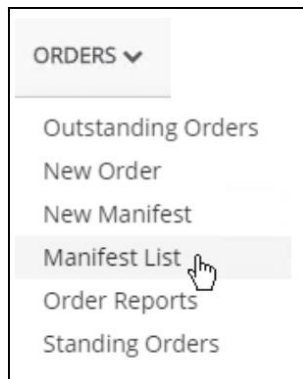 ORDERS
Outstanding Orders
New Order
New Manifest
Manifest List
Order Reports
Standing Orders